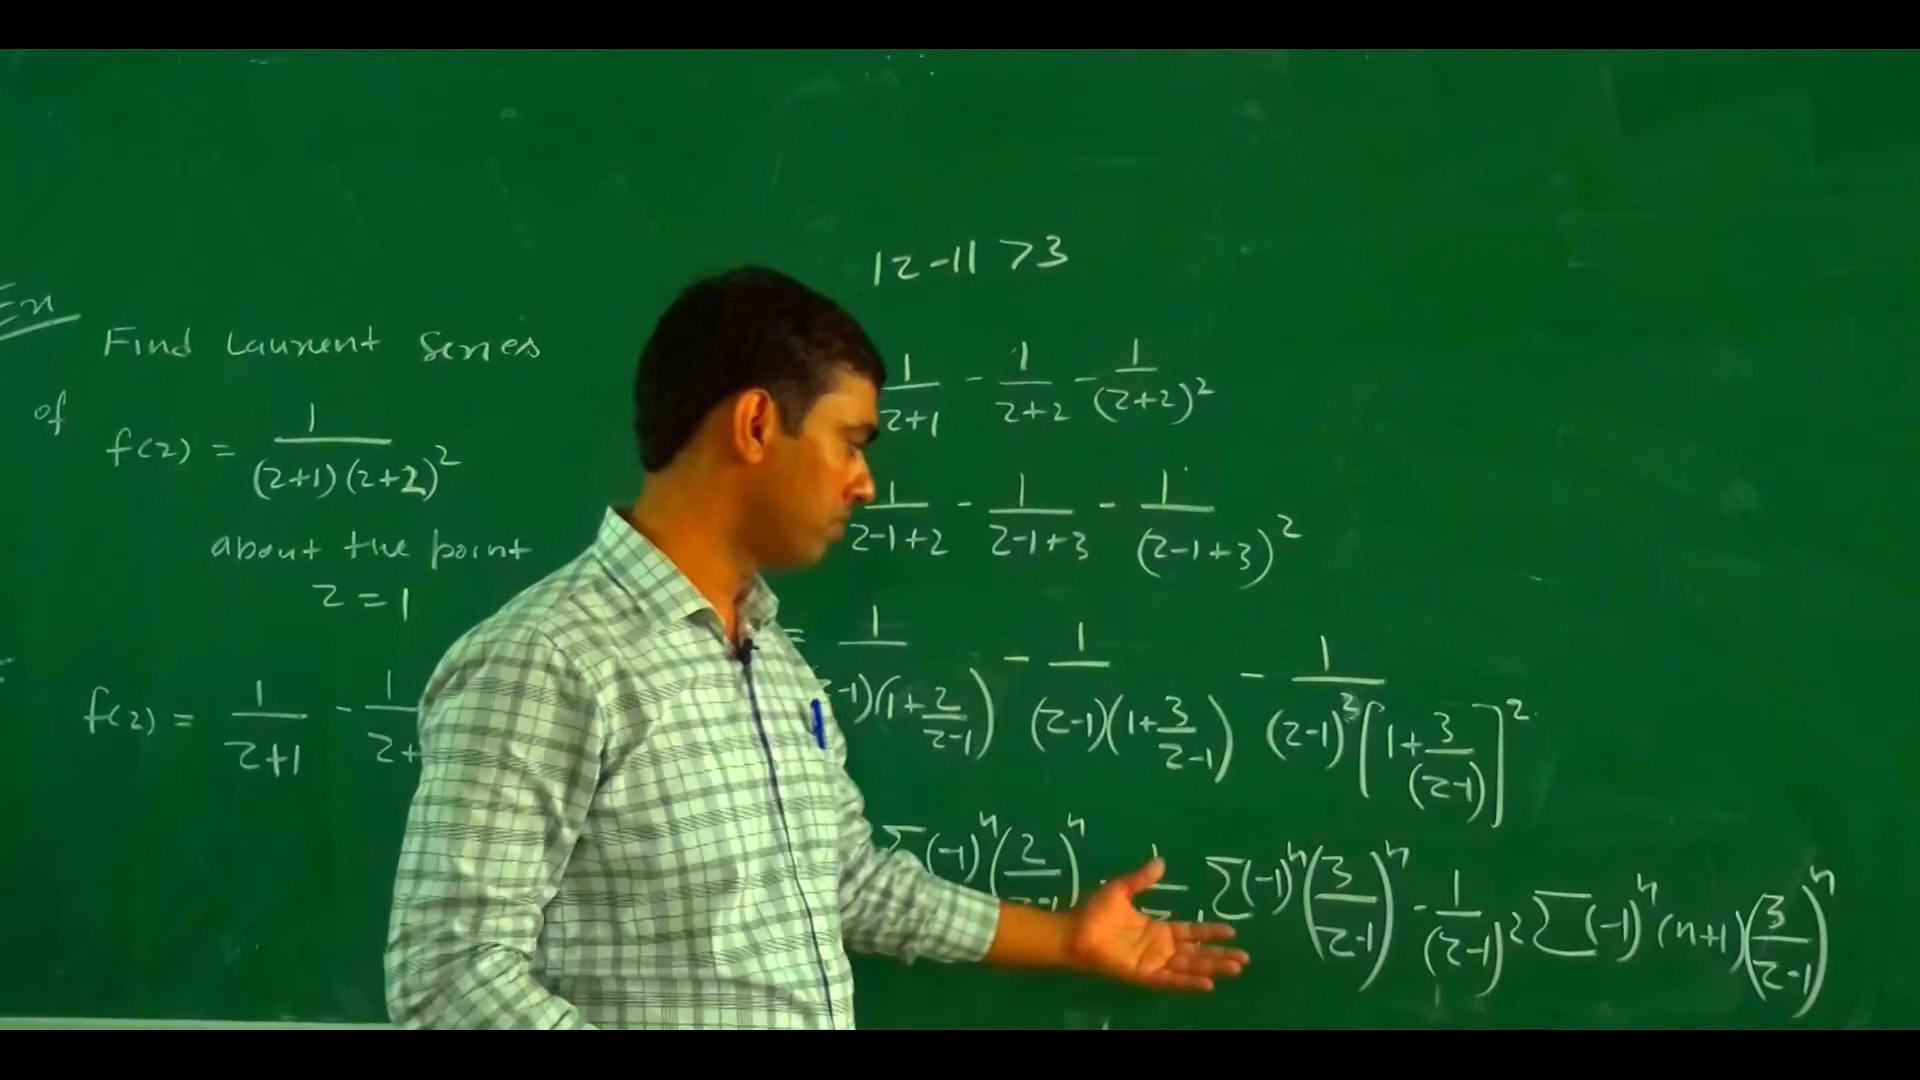 Ex
Find Laurent Series
of
f(z) = 1/(z+1)(z+2)^2
about the point
z = 1
f(z) = 1/z+1 - 1/z+
|z-1| > 3
1/z+1 - 1/z+2 - 1/(z+2)^2
1/z-1+2 - 1/z-1+3 - 1/(z-1+3)^2
= 1/-1)(1+2/z-1) - 1/(z-1)(1+3/z-1) - 1/(z-1)^2[1+3/(z-1)]^2
Σ(-1)^n(2/z-1)^n - 1/z-1 Σ(-1)^n(3/z-1)^n - 1/(z-1)^2 Σ(-1)^n(n+1)(3/z-1)^n